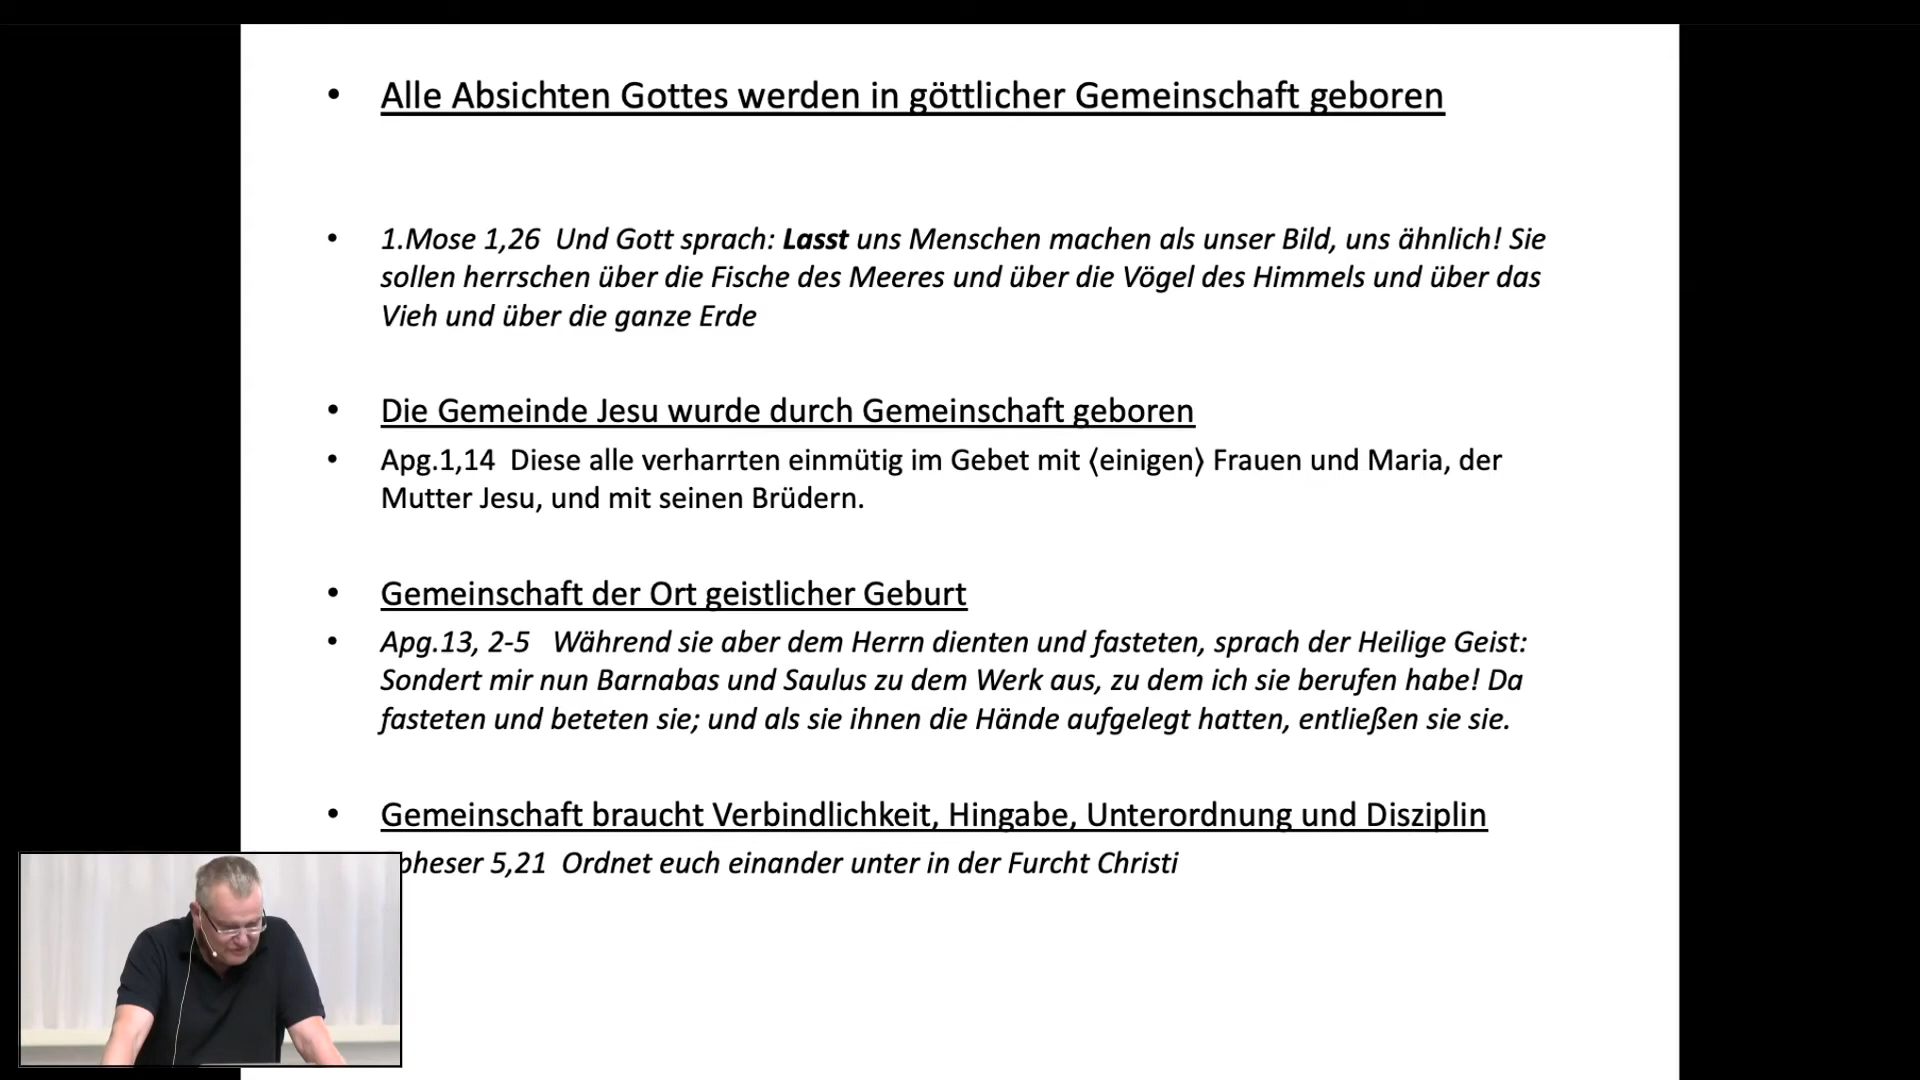 • Alle Absichten Gottes werden in göttlicher Gemeinschaft geboren
• 1.Mose 1,26 Und Gott sprach: Lasst uns Menschen machen als unser Bild, uns ähnlich! Sie
sollen herrschen über die Fische des Meeres und über die Vögel des Himmels und über das
Vieh und über die ganze Erde
• Die Gemeinde Jesu wurde durch Gemeinschaft geboren
• Apg.1,14 Diese alle verharrten einmütig im Gebet mit ⟨einigen⟩ Frauen und Maria, der
Mutter Jesu, und mit seinen Brüdern.
• Gemeinschaft der Ort geistlicher Geburt
• Apg.13, 2-5 Während sie aber dem Herrn dienten und fasteten, sprach der Heilige Geist:
Sondert mir nun Barnabas und Saulus zu dem Werk aus, zu dem ich sie berufen habe! Da
fasteten und beteten sie; und als sie ihnen die Hände aufgelegt hatten, entließen sie sie.
• Gemeinschaft braucht Verbindlichkeit, Hingabe, Unterordnung und Disziplin
pheser 5,21 Ordnet euch einander unter in der Furcht Christi